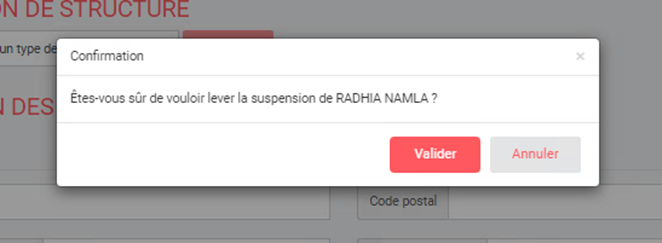 ON DE STRUCTURE
un type de
Confirmation
×
Êtes-vous sûr de vouloir lever la suspension de RADHIA NAMLA ?
N DES
Valider
Annuler
Code postal